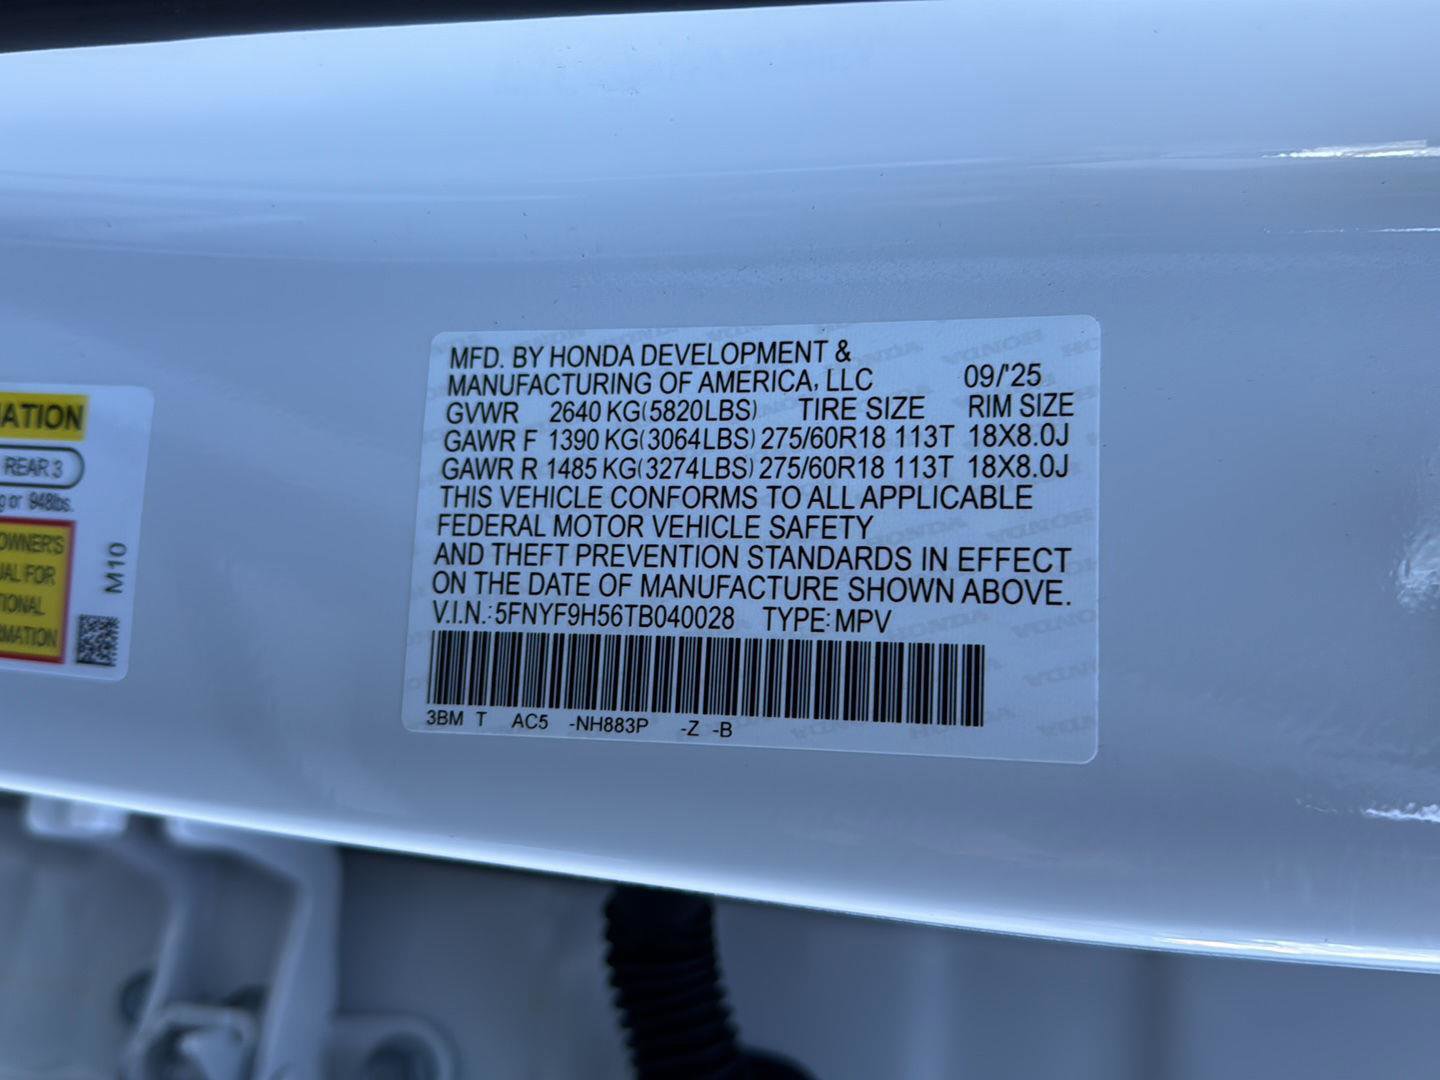 MFD. BY HONDA DEVELOPMENT &
MANUFACTURING OF AMERICA, LLC 09/'25
GVWR 2640 KG(5820LBS) TIRE SIZE RIM SIZE
GAWR F 1390 KG(3064LBS) 275/60R18 113T 18X8.0J
GAWR R 1485 KG(3274LBS) 275/60R18 113T 18X8.0J
THIS VEHICLE CONFORMS TO ALL APPLICABLE
FEDERAL MOTOR VEHICLE SAFETY
AND THEFT PREVENTION STANDARDS IN EFFECT
ON THE DATE OF MANUFACTURE SHOWN ABOVE.
V.I.N.: 5FNYF9H56TB040028 TYPE: MPV
3BM T AC5 -NH883P -Z -B
REAR 3
or 948lbs.
OWNER'S
FOR
M10
HONDA